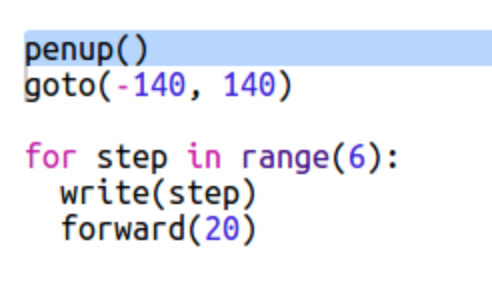 penup()
goto(-140, 140)

for step in range(6):
  write(step)
  forward(20)